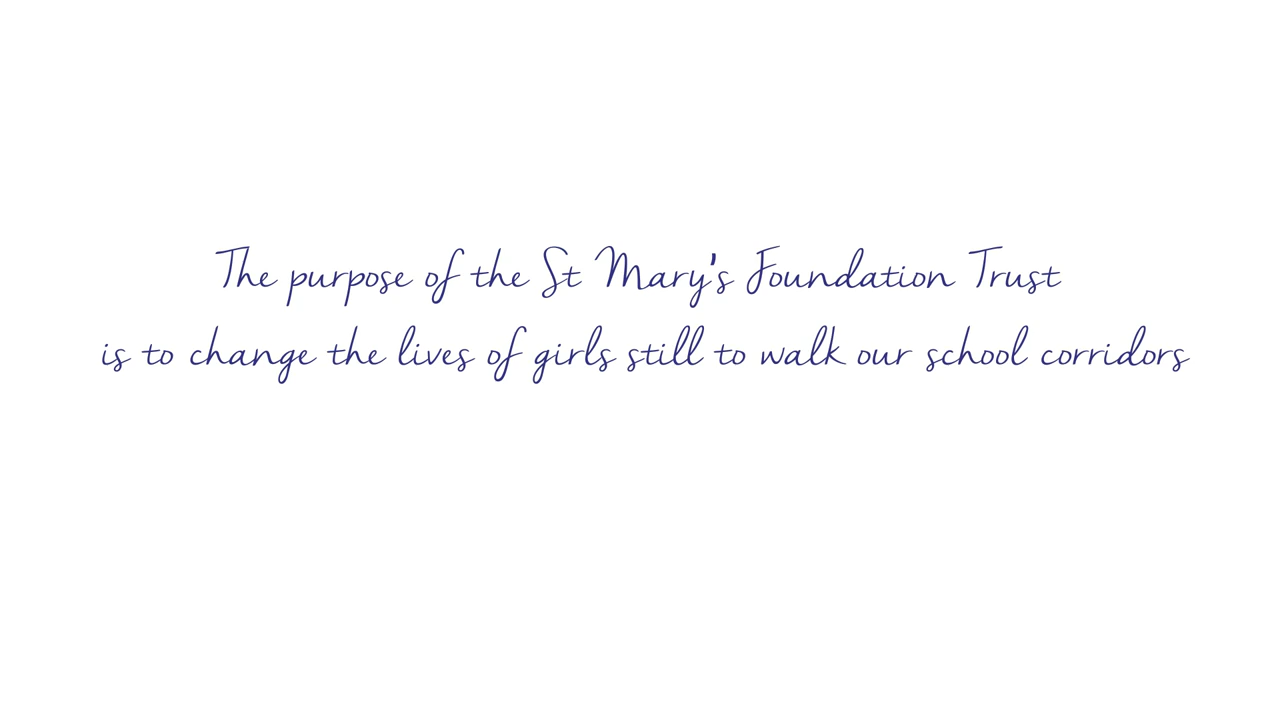 The purpose of the St Mary's Foundation Trust
is to change the lives of girls still to walk our school corridors